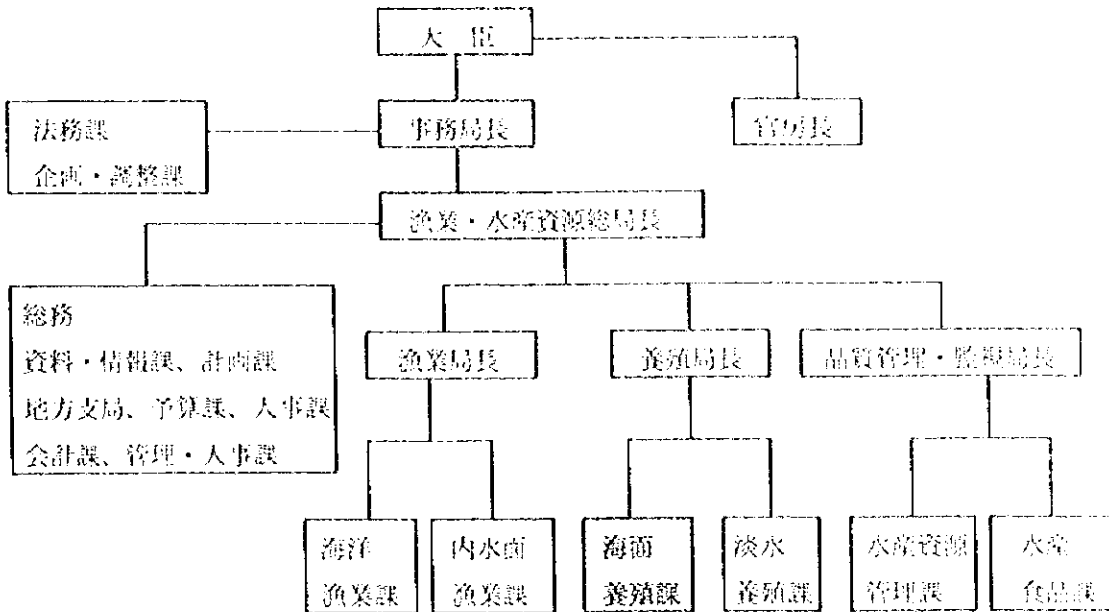 大臣
法務課
企画・調整課
事務局長
官房長
漁業・水産資源総局長
総務
資料・情報課、計画課
地方支局、予算課、人事課
会計課、管理・人事課
漁業局長
養殖局長
品質管理・監視局長
海洋
漁業課
内水面
漁業課
海面
養殖課
淡水
養殖課
水産資源
管理課
水産
食品課